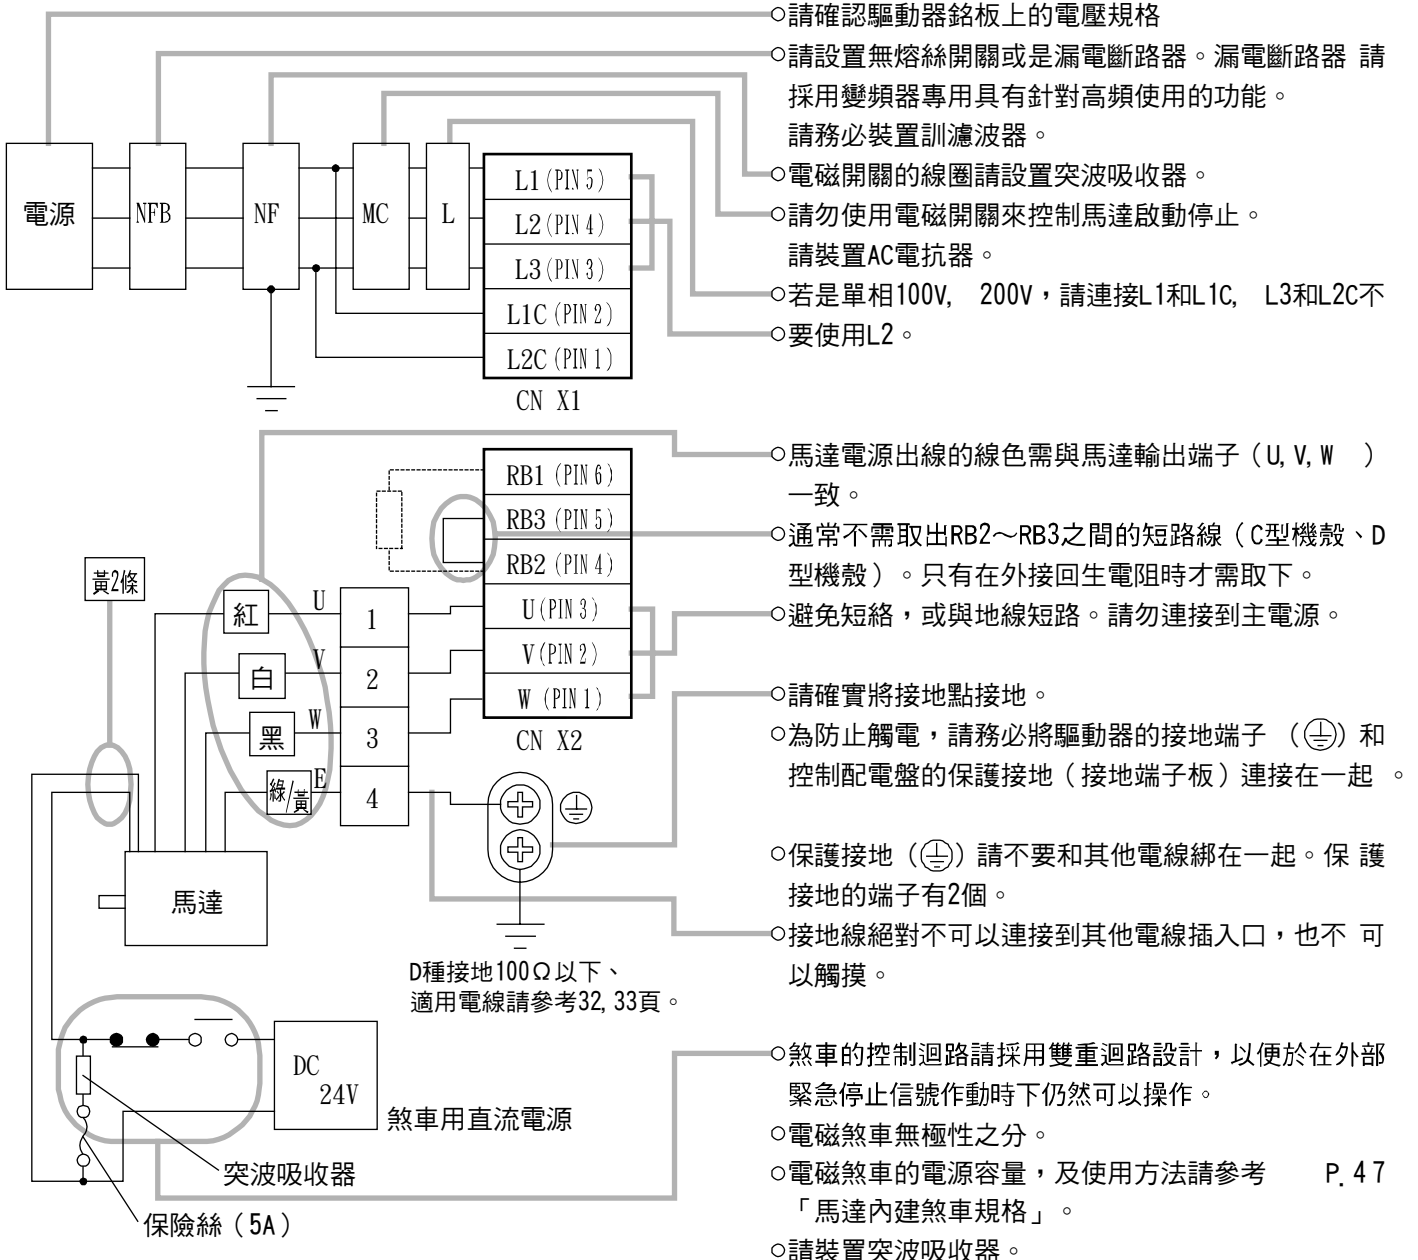 ○請確認驅動器銘板上的電壓規格
○請設置無熔絲開關或是漏電斷路器。漏電斷路器 請
採用變頻器專用具有針對高頻使用的功能。
請務必裝置訓濾波器。
○電磁開關的線圈請設置突波吸收器。
○請勿使用電磁開關來控制馬達啟動停止。
請裝置AC電抗器。
○若是單相100V, 200V，請連接L1和L1C, L3和L2C不
○要使用L2。
電源
NFB
NF
MC
L
L1(PIN 5)
L2(PIN 4)
L3(PIN 3)
L1C(PIN 2)
L2C(PIN 1)
CN X1
○馬達電源出線的線色需與馬達輸出端子（U,V,W ）
一致。
○通常不需取出RB2～RB3之間的短路線（C型機殼、D
型機殼）。只有在外接回生電阻時才需取下。
○避免短絡，或與地線短路。請勿連接到主電源。
○請確實將接地點接地。
○為防止觸電，請務必將驅動器的接地端子 （⏚）和
控制配電盤的保護接地（接地端子板）連接在一起 。
○保護接地（⏚）請不要和其他電線綁在一起。保 護
接地的端子有2個。
○接地線絕對不可以連接到其他電線插入口，也不 可
以觸摸。
RB1(PIN 6)
RB3(PIN 5)
RB2(PIN 4)
U(PIN 3)
V(PIN 2)
W (PIN 1)
CN X2
黃2條
紅
U
1
白
V
2
黑
W
3
綠/黃
E
4
馬達
D種接地100Ω以下、
適用電線請參考32,33頁。
DC
24V
煞車用直流電源
突波吸收器
保險絲（5A）
○煞車的控制迴路請採用雙重迴路設計，以便於在外部
緊急停止信號作動時下仍然可以操作。
○電磁煞車無極性之分。
○電磁煞車的電源容量，及使用方法請參考 P.47
「馬達內建煞車規格」。
○請裝置突波吸收器。